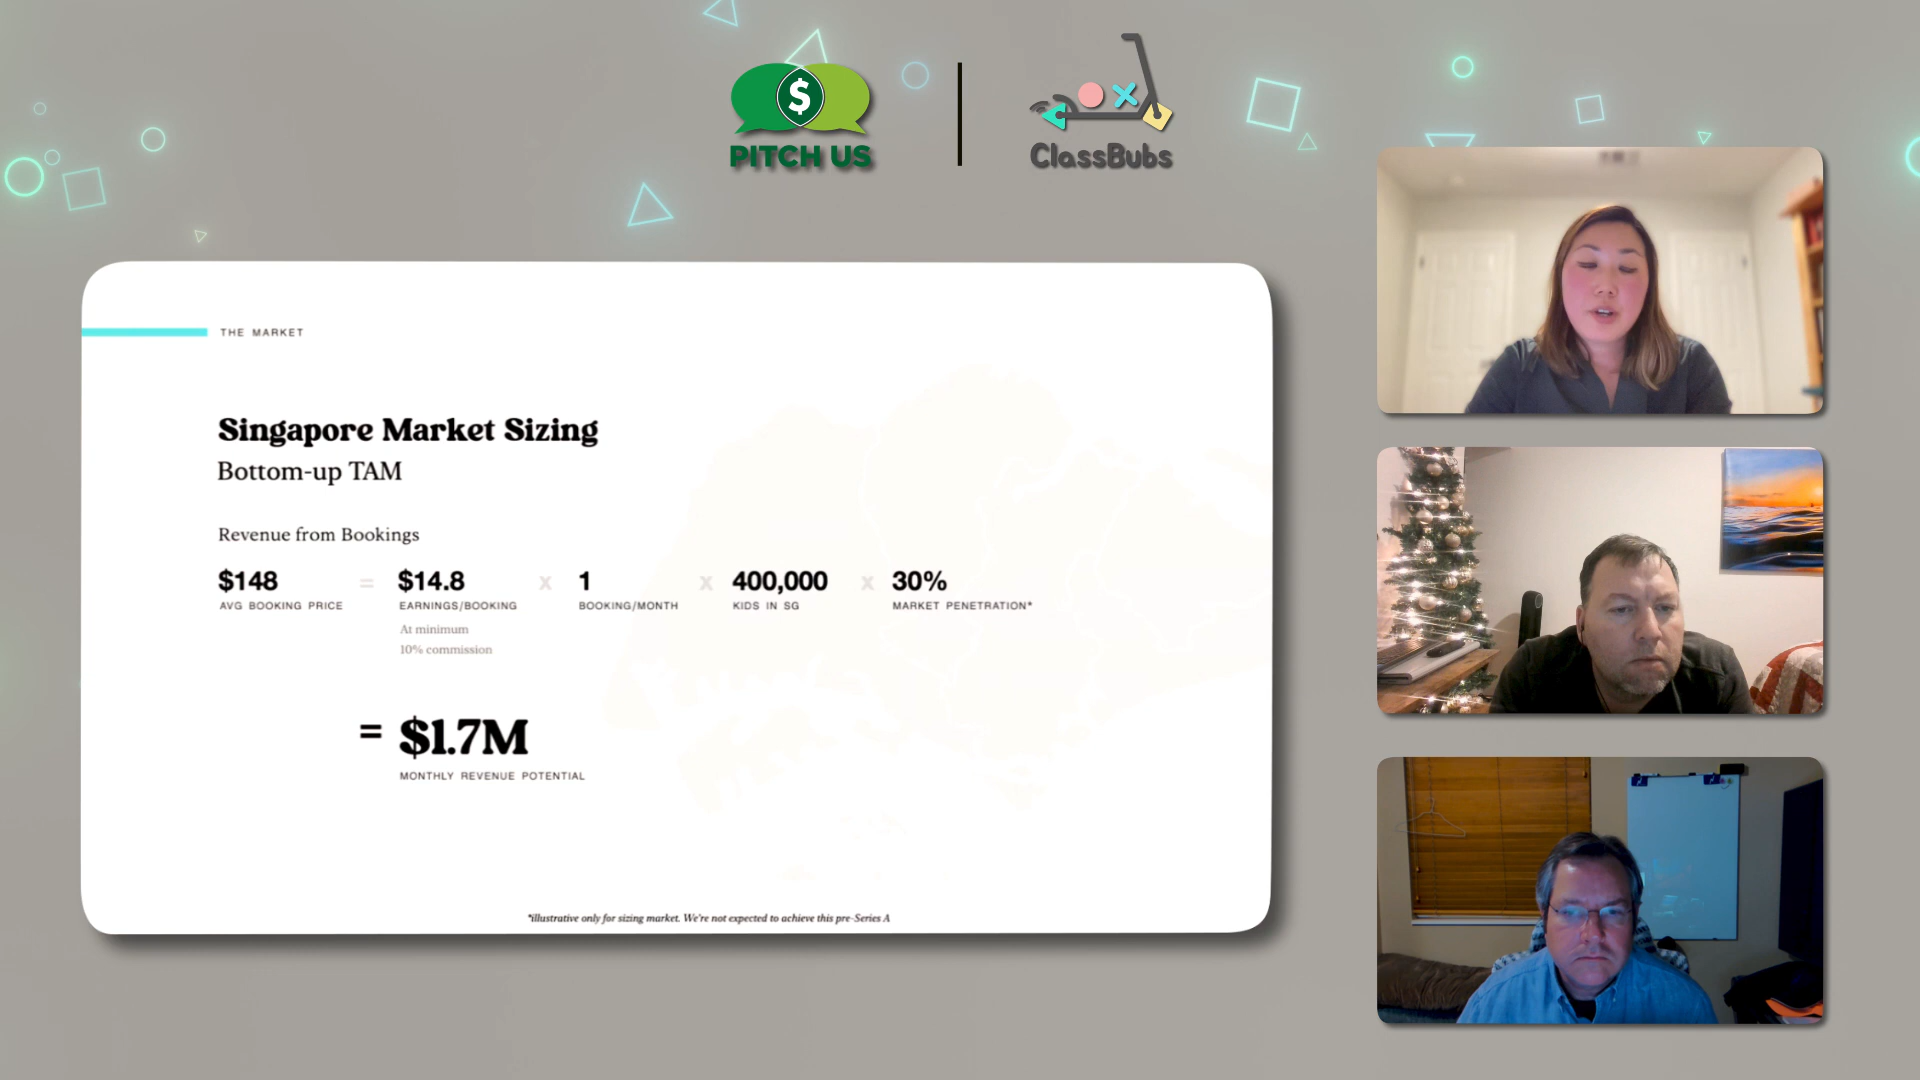 $
PITCH US
ClassBubs
THE MARKET
Singapore Market Sizing
Bottom-up TAM
Revenue from Bookings
$148 = $14.8 x 1 x 400,000 x 30%
AVG BOOKING PRICE EARNINGS/BOOKING BOOKING/MONTH KIDS IN SG MARKET PENETRATION*
At minimum
10% commission
= $1.7M
MONTHLY REVENUE POTENTIAL
*illustrative only for sizing market. We're not expected to achieve this pre-Series A